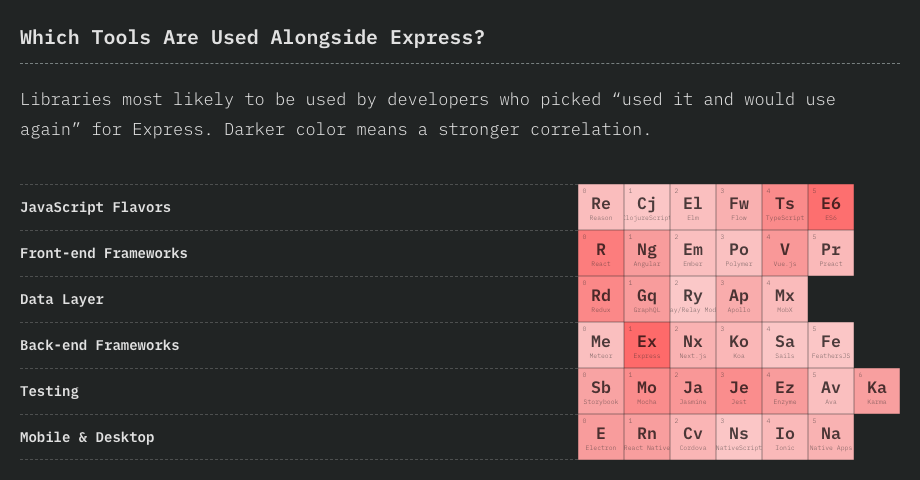 Which Tools Are Used Alongside Express?
Libraries most likely to be used by developers who picked “used it and would use
again” for Express. Darker color means a stronger correlation.
JavaScript Flavors
0 1 2 3 4 5
Re Cj El Fw Ts E6
Reason lojureScript Elm Flow TypeScript ES6
Front-end Frameworks
0 1 2 3 4 5
R Ng Em Po V Pr
React Angular Ember Polymer Vue.js Preact
Data Layer
0 1 2 3 4
Rd Gq Ry Ap Mx
Redux GraphQL ay/Relay Mod Apollo MobX
Back-end Frameworks
0 1 2 3 4 5
Me Ex Nx Ko Sa Fe
Meteor Express Next.js Koa Sails FeathersJS
Testing
0 1 2 3 4 5 6
Sb Mo Ja Je Ez Av Ka
Storybook Mocha Jasmine Jest Enzyme Ava Karma
Mobile & Desktop
0 1 2 3 4 5
E Rn Cv Ns Io Na
Electron React Native Cordova NativeScript Ionic Native Apps